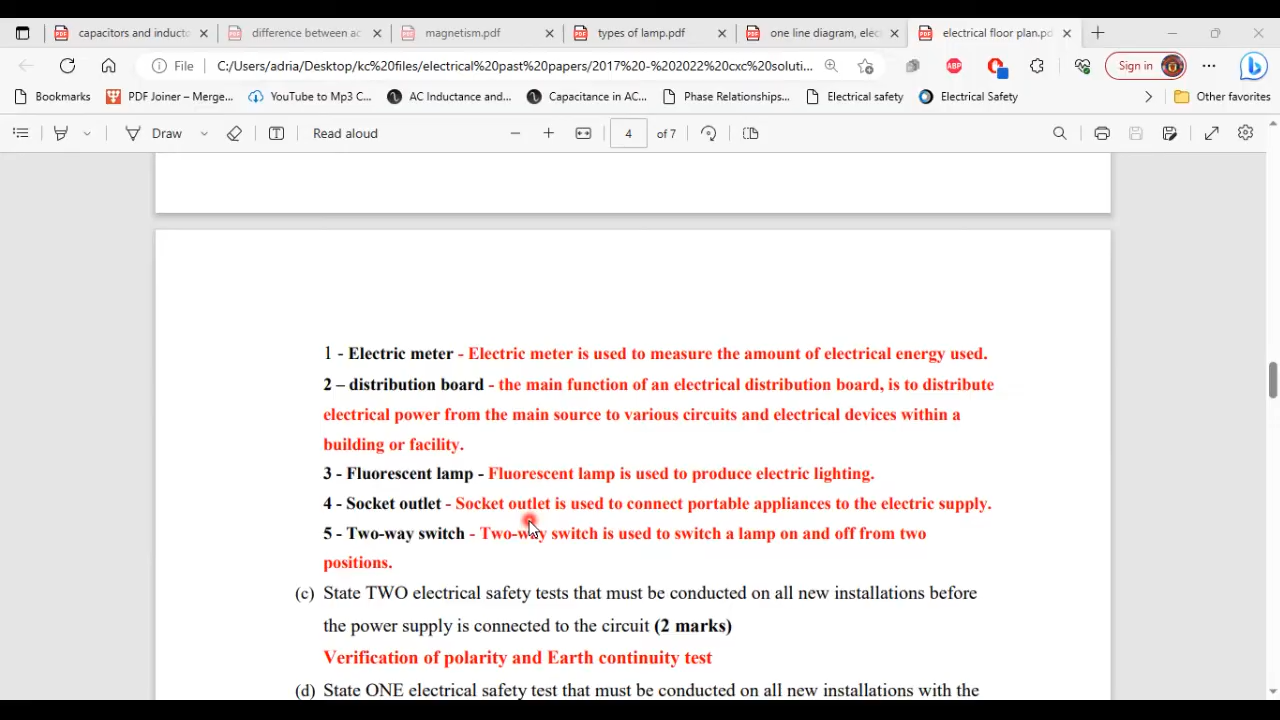 capacitors and inducto
difference between ac
magnetism.pdf
types of lamp.pdf
one line diagram, elec
electrical floor plan.pd
File
C:/Users/adria/Desktop/kc%20files/electrical%20past%20papers/2017%20-%202022%20cxc%20soluti...
ABP
Sign in
Bookmarks
PDF Joiner – Merge...
YouTube to Mp3 C...
AC Inductance and...
Capacitance in AC...
Phase Relationships...
Electrical safety
Electrical Safety
Other favorites
Draw
Read aloud
4
of 7
1 - Electric meter - Electric meter is used to measure the amount of electrical energy used.
2 – distribution board - the main function of an electrical distribution board, is to distribute
electrical power from the main source to various circuits and electrical devices within a
building or facility.
3 - Fluorescent lamp - Fluorescent lamp is used to produce electric lighting.
4 - Socket outlet - Socket outlet is used to connect portable appliances to the electric supply.
5 - Two-way switch - Two-way switch is used to switch a lamp on and off from two
positions.
(c) State TWO electrical safety tests that must be conducted on all new installations before
the power supply is connected to the circuit (2 marks)
Verification of polarity and Earth continuity test
(d) State ONE electrical safety test that must be conducted on all new installations with the